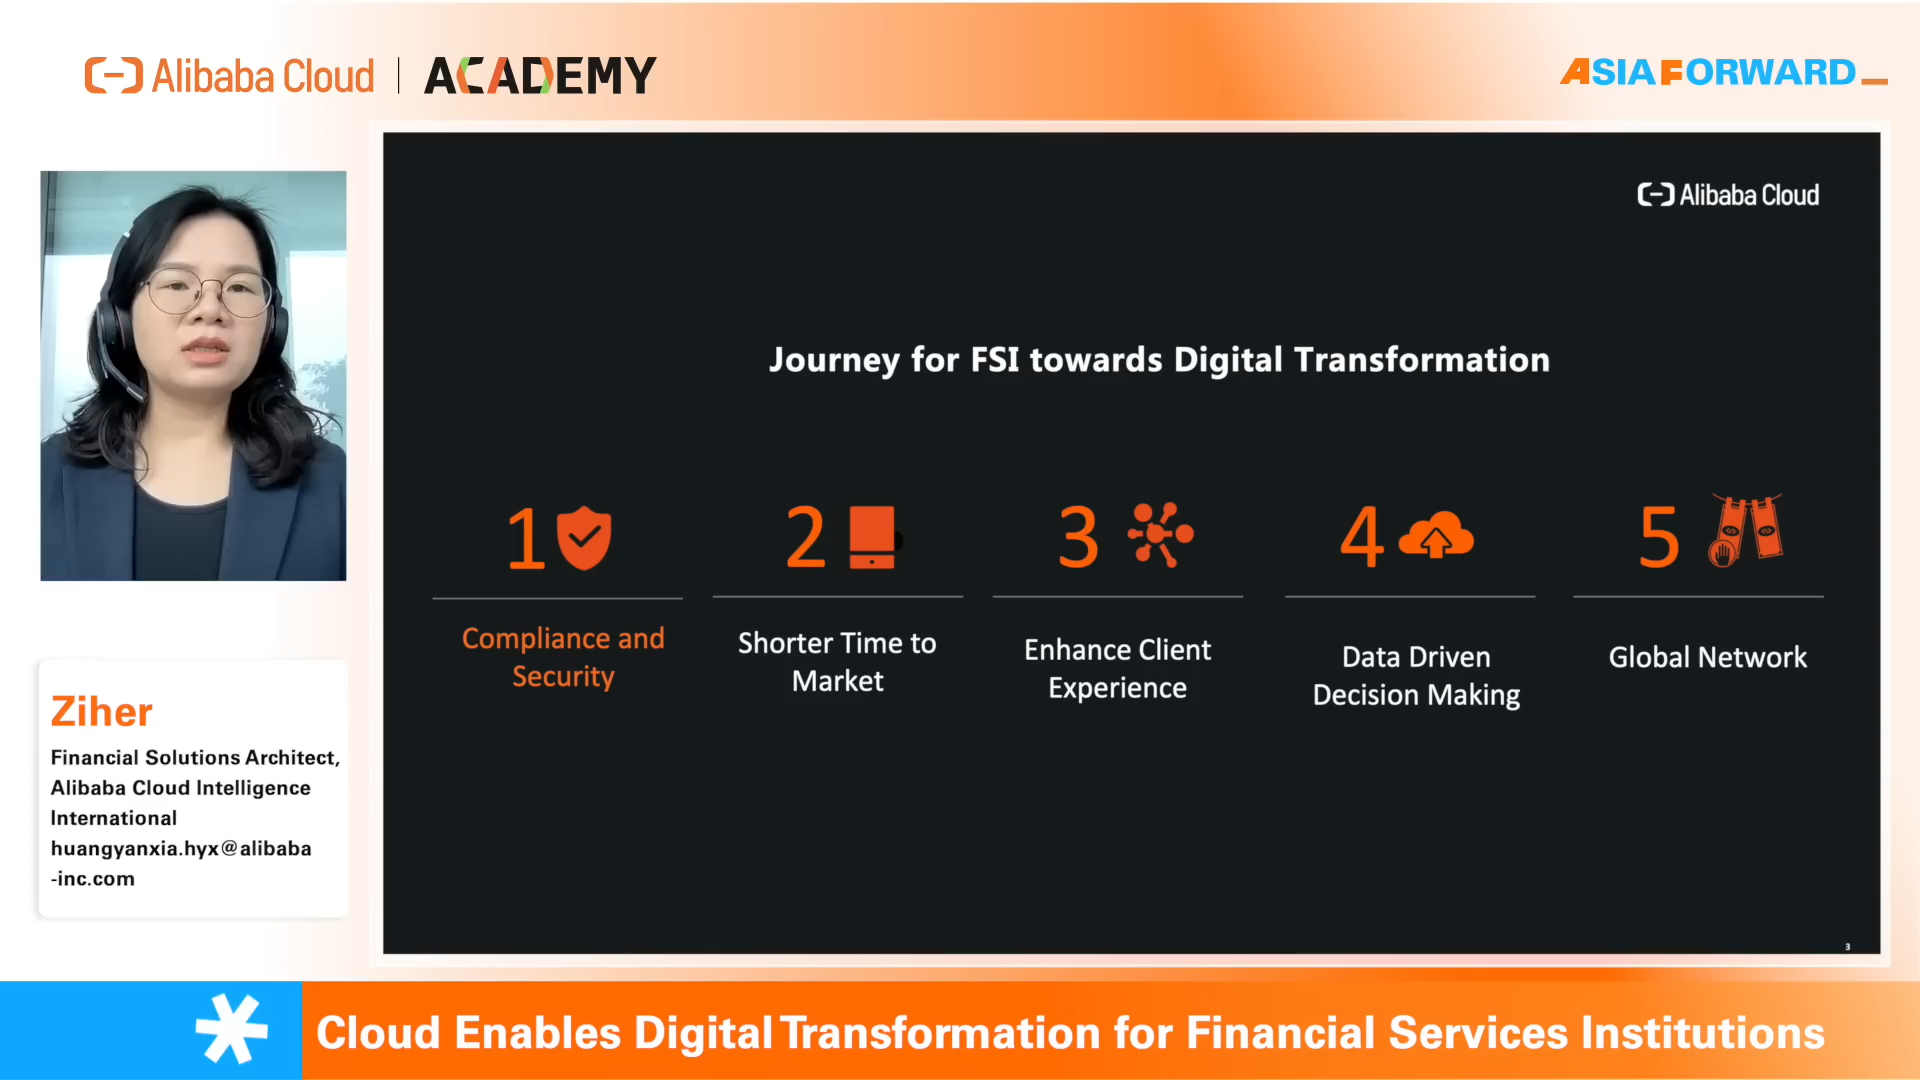 Alibaba Cloud | ACADEMY
ASIA FORWARD_
Alibaba Cloud
Journey for FSI towards Digital Transformation
1
2
3
4
5
Compliance and
Security
Shorter Time to
Market
Enhance Client
Experience
Data Driven
Decision Making
Global Network
3
Ziher
Financial Solutions Architect,
Alibaba Cloud Intelligence
International
huangyanxia.hyx@alibaba
-inc.com
Cloud Enables Digital Transformation for Financial Services Institutions